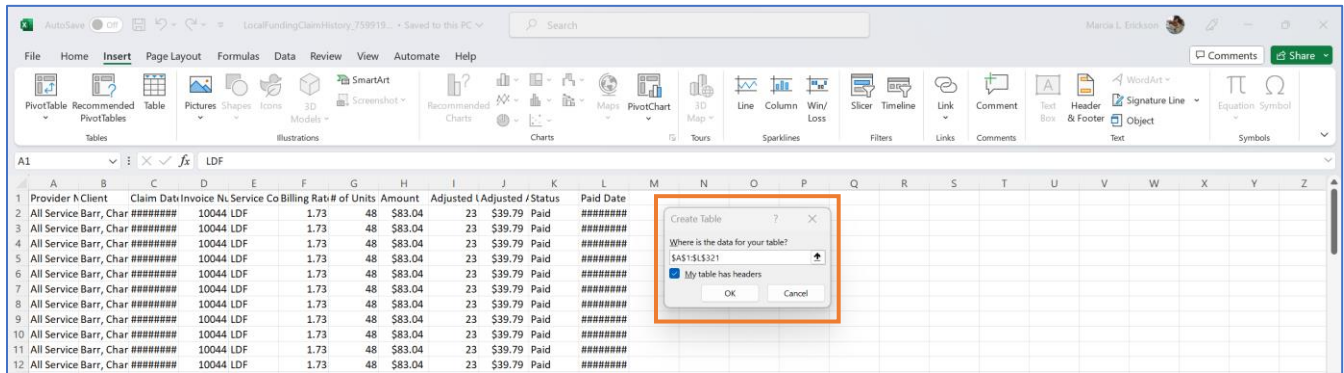 AutoSave Off LocalFundingClaimHistory_759919... • Saved to this PC Search Marcia L. Erickson
File Home Insert Page Layout Formulas Data Review View Automate Help Comments Share
PivotTable Recommended PivotTables Table Pictures Shapes Icons 3D Models SmartArt Screenshot Recommended Charts Maps PivotChart 3D Map Line Column Win/Loss Slicer Timeline Link Comment Text Box Header & Footer WordArt Signature Line Object Equation Symbol
Tables Illustrations Charts Tours Sparklines Filters Links Comments Text Symbols
A1 fx LDF
A B C D E F G H I J K L M N O P Q R S T U V W X Y Z
1 Provider N Client Claim Date Invoice Nu Service Co Billing Rate # of Units Amount Adjusted U Adjusted A Status Paid Date
2 All Service Barr, Char ######## 10044 LDF 1.73 48 $83.04 23 $39.79 Paid ########
3 All Service Barr, Char ######## 10044 LDF 1.73 48 $83.04 23 $39.79 Paid ########
4 All Service Barr, Char ######## 10044 LDF 1.73 48 $83.04 23 $39.79 Paid ########
5 All Service Barr, Char ######## 10044 LDF 1.73 48 $83.04 23 $39.79 Paid ########
6 All Service Barr, Char ######## 10044 LDF 1.73 48 $83.04 23 $39.79 Paid ########
7 All Service Barr, Char ######## 10044 LDF 1.73 48 $83.04 23 $39.79 Paid ########
8 All Service Barr, Char ######## 10044 LDF 1.73 48 $83.04 23 $39.79 Paid ########
9 All Service Barr, Char ######## 10044 LDF 1.73 48 $83.04 23 $39.79 Paid ########
10 All Service Barr, Char ######## 10044 LDF 1.73 48 $83.04 23 $39.79 Paid ########
11 All Service Barr, Char ######## 10044 LDF 1.73 48 $83.04 23 $39.79 Paid ########
12 All Service Barr, Char ######## 10044 LDF 1.73 48 $83.04 23 $39.79 Paid ########
Create Table ?
Where is the data for your table?
$A$1:$L$321
My table has headers
OK Cancel